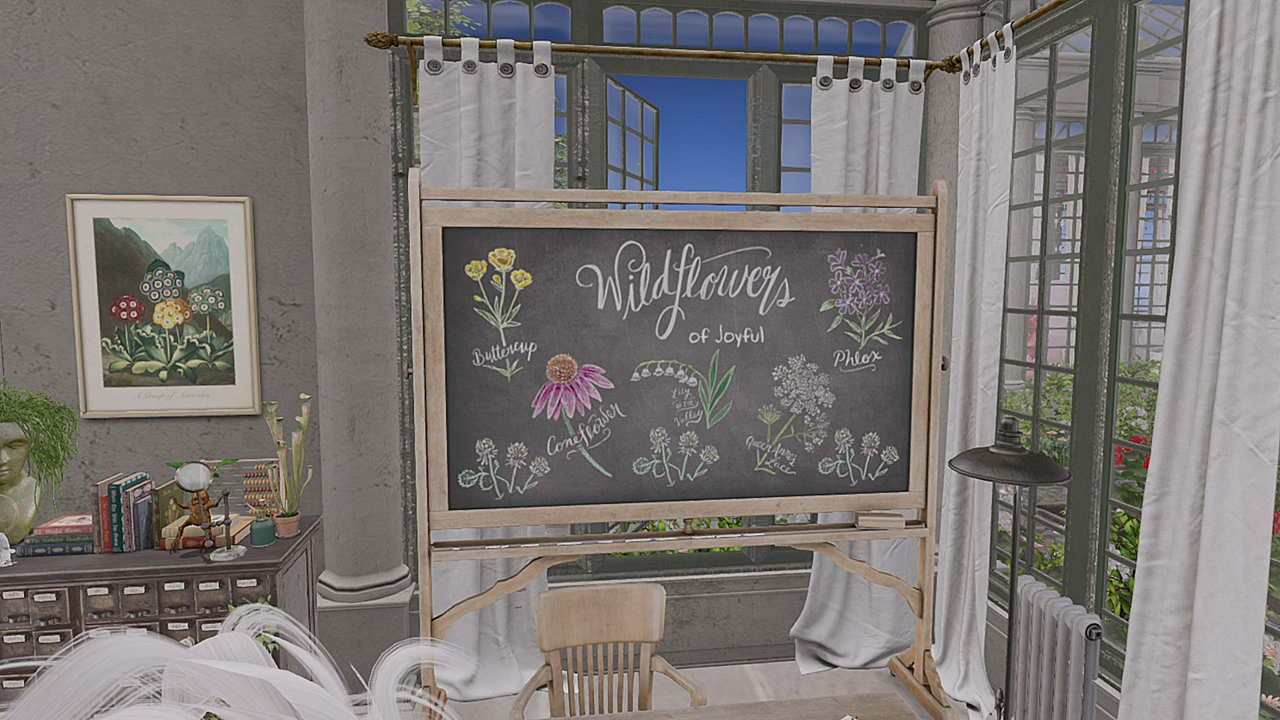 Wildflowers
of Joyful
Buttercup
Phlox
Coneflower
Lily
of the
Valley
Queen Anne's
Lace